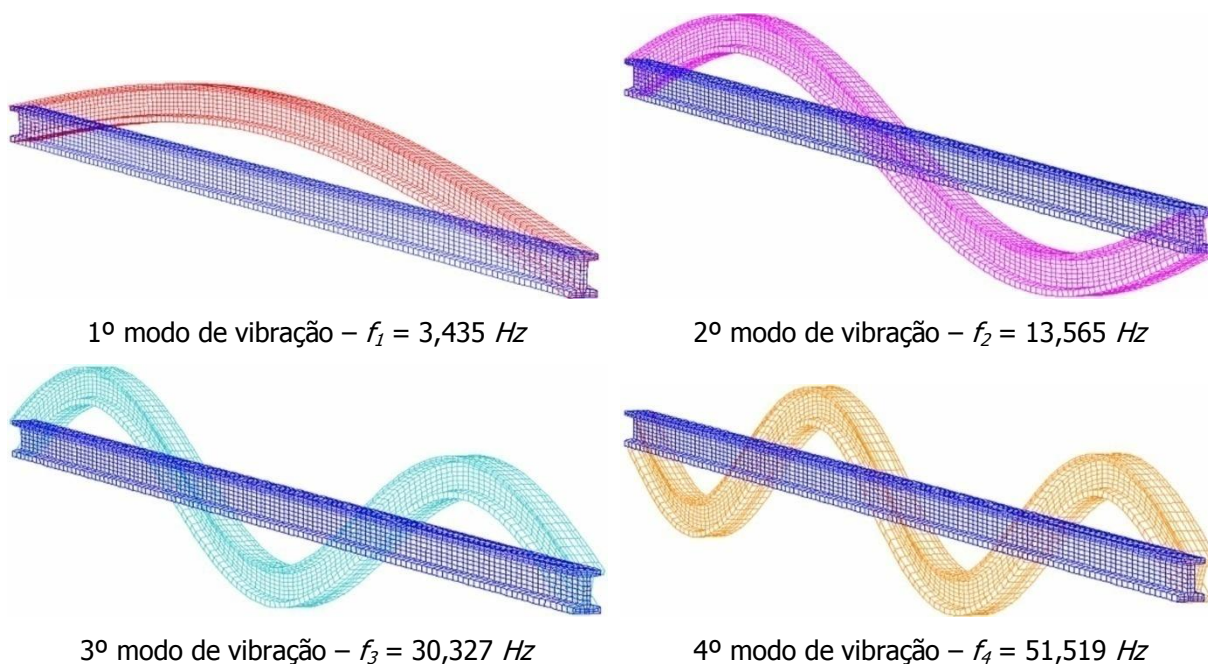 1º modo de vibração – f₁ = 3,435 Hz
2º modo de vibração – f₂ = 13,565 Hz
3º modo de vibração – f₃ = 30,327 Hz
4º modo de vibração – f₄ = 51,519 Hz